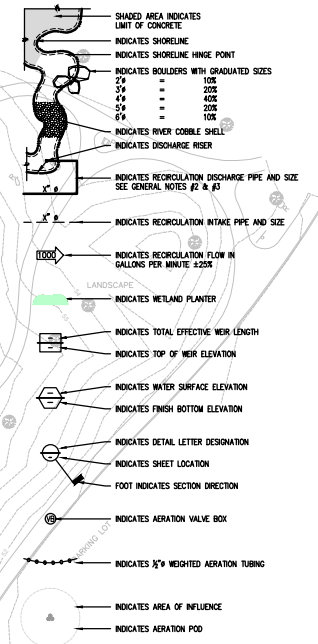 SHADED AREA INDICATES
LIMIT OF CONCRETE
INDICATES SHORELINE
INDICATES SHORELINE HINGE POINT
INDICATES BOULDERS WITH GRADUATED SIZES
2'ø = 10%
3'ø = 20%
4'ø = 40%
5'ø = 20%
6'ø = 10%
INDICATES RIVER COBBLE SHELL
INDICATES DISCHARGE RISER
X" ø
INDICATES RECIRCULATION DISCHARGE PIPE AND SIZE
SEE GENERAL NOTES #2 & #3
X" ø
INDICATES RECIRCULATION INTAKE PIPE AND SIZE
1000
INDICATES RECIRCULATION FLOW IN
GALLONS PER MINUTE ±25%
LANDSCAPE
INDICATES WETLAND PLANTER
INDICATES TOTAL EFFECTIVE WEIR LENGTH
INDICATES TOP OF WEIR ELEVATION
INDICATES WATER SURFACE ELEVATION
INDICATES FINISH BOTTOM ELEVATION
INDICATES DETAIL LETTER DESIGNATION
INDICATES SHEET LOCATION
FOOT INDICATES SECTION DIRECTION
VB
INDICATES AERATION VALVE BOX
PARKING LOT
INDICATES ½"ø WEIGHTED AERATION TUBING
INDICATES AREA OF INFLUENCE
INDICATES AERATION POD